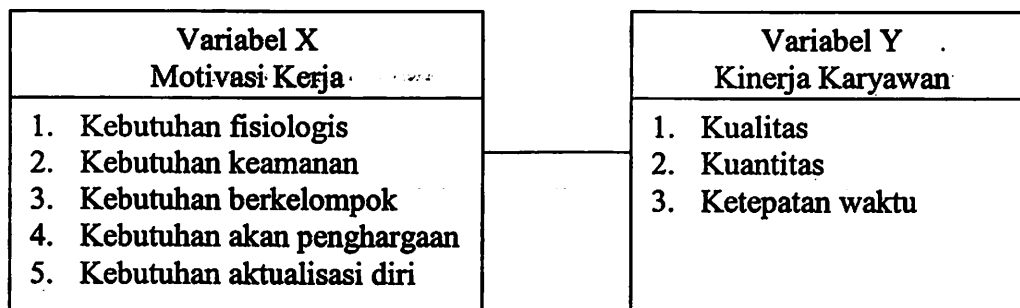 Variabel X
Motivasi Kerja
1. Kebutuhan fisiologis
2. Kebutuhan keamanan
3. Kebutuhan berkelompok
4. Kebutuhan akan penghargaan
5. Kebutuhan aktualisasi diri
Variabel Y
Kinerja Karyawan
1. Kualitas
2. Kuantitas
3. Ketepatan waktu